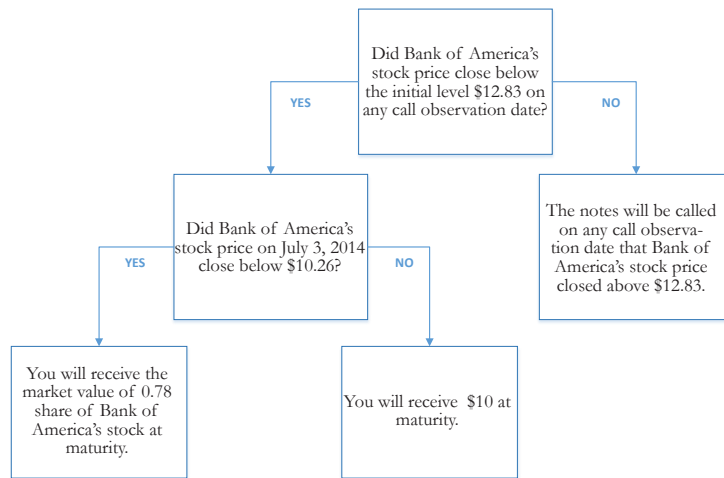 Did Bank of America's
stock price close below
the initial level $12.83 on
any call observation date?
YES
NO
Did Bank of America's
stock price on July 3, 2014
close below $10.26?
The notes will be called
on any call observa-
tion date that Bank of
America's stock price
closed above $12.83.
YES
NO
You will receive the
market value of 0.78
share of Bank of
America's stock at
maturity.
You will receive $10 at
maturity.